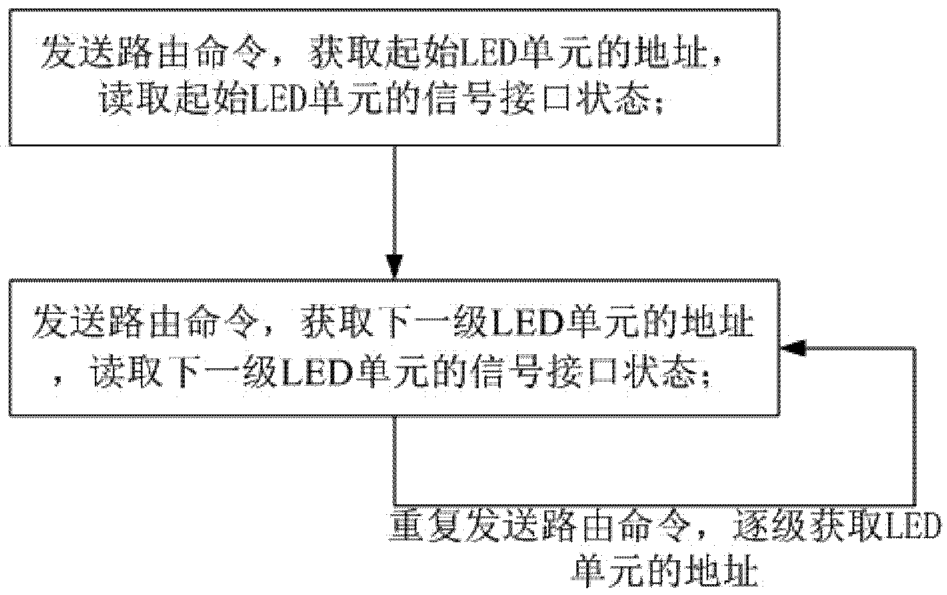 发送路由命令，获取起始LED单元的地址，
读取起始LED单元的信号接口状态；
发送路由命令，获取下一级LED单元的地址
，读取下一级LED单元的信号接口状态；
重复发送路由命令，逐级获取LED
单元的地址